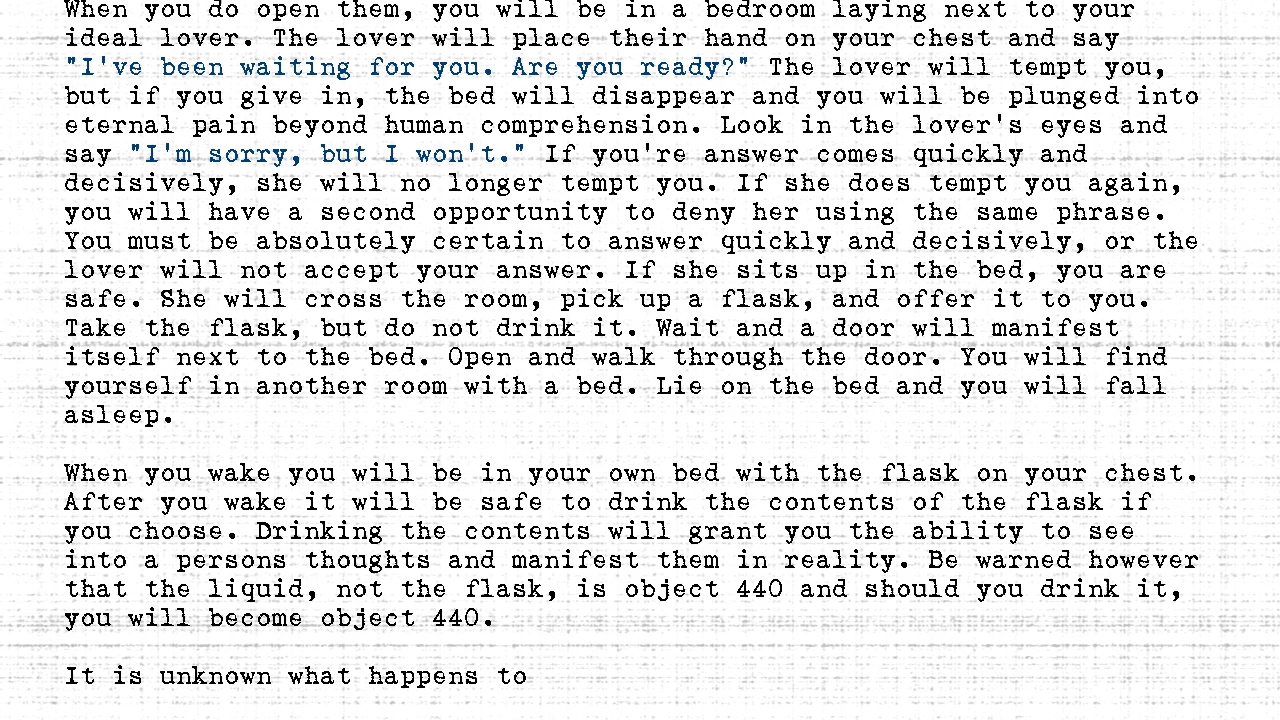 When you do open them, you will be in a bedroom laying next to your
ideal lover. The lover will place their hand on your chest and say
"I've been waiting for you. Are you ready?" The lover will tempt you,
but if you give in, the bed will disappear and you will be plunged into
eternal pain beyond human comprehension. Look in the lover's eyes and
say "I'm sorry, but I won't." If you're answer comes quickly and
decisively, she will no longer tempt you. If she does tempt you again,
you will have a second opportunity to deny her using the same phrase.
You must be absolutely certain to answer quickly and decisively, or the
lover will not accept your answer. If she sits up in the bed, you are
safe. She will cross the room, pick up a flask, and offer it to you.
Take the flask, but do not drink it. Wait and a door will manifest
itself next to the bed. Open and walk through the door. You will find
yourself in another room with a bed. Lie on the bed and you will fall
asleep.
When you wake you will be in your own bed with the flask on your chest.
After you wake it will be safe to drink the contents of the flask if
you choose. Drinking the contents will grant you the ability to see
into a persons thoughts and manifest them in reality. Be warned however
that the liquid, not the flask, is object 440 and should you drink it,
you will become object 440.
It is unknown what happens to